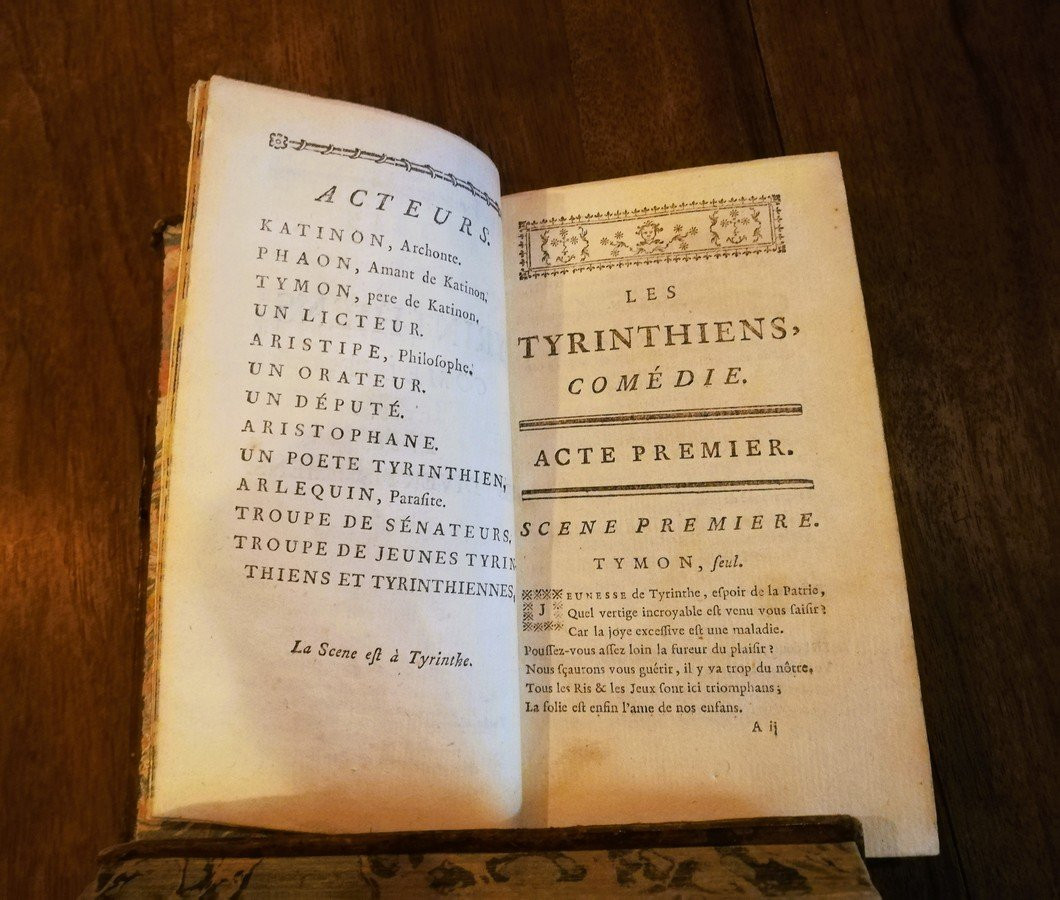 ACTEURS.
KATINON, Archonte.
PHAON, Amant de Katinon.
TYMON, pere de Katinon.
UN LICTEUR.
ARISTIPE, Philoſophe.
UN ORATEUR.
UN DÉPUTÉ.
ARISTOPHANE.
UN POETE TYRINTHIEN,
ARLEQUIN, Paraſite.
TROUPE DE SÉNATEURS.
TROUPE DE JEUNES TYRIN-
THIENS ET TYRINTHIENNES,
La Scene eſt à Tyrinthe.
LES
TYRINTHIENS,
COMÉDIE.
ACTE PREMIER.
SCENE PREMIERE.
TYMON, ſeul.
JEUNESSE de Tyrinthe, eſpoir de la Patrie,
Quel vertige incroyable eſt venu vous ſaiſir?
Car la joye exceſſive eſt une maladie.
Pouſſez-vous aſſez loin la fureur du plaiſir?
Nous ſçaurons vous guérir, il y va trop du nôtre,
Tous les Ris & les Jeux ſont ici triomphans;
La folie eſt enfin l'ame de nos enfans.
A ij